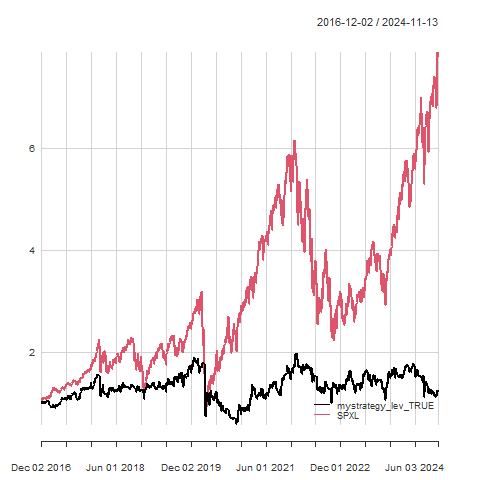 2016-12-02 / 2024-11-13
6
4
2
mystrategy_lev_TRUE
SPXL
Dec 02 2016 Jun 01 2018 Dec 02 2019 Jun 01 2021 Dec 01 2022 Jun 03 2024